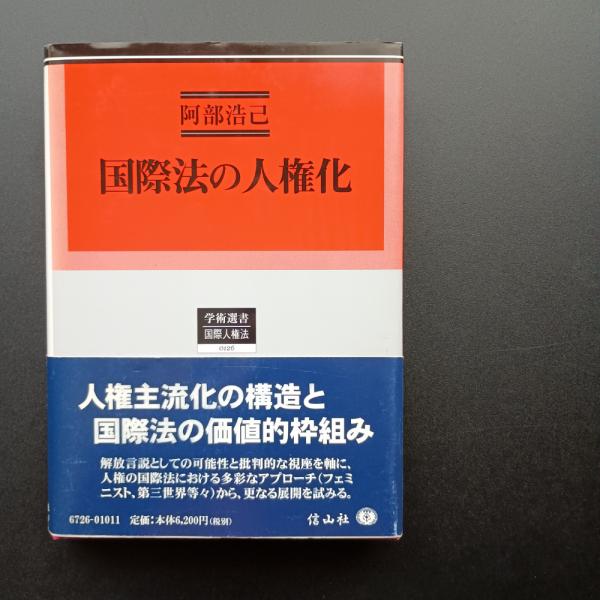 阿部浩己
国際法の人権化
学術選書
国際人権法
0126
人権主流化の構造と
国際法の価値的枠組み
解放言説としての可能性と批判的な視座を軸に、
人権の国際法における多彩なアプローチ(フェミ
ニスト、第三世界等々)から、更なる展開を試みる。
6726-01011 定価:本体6,200円(税別) 信山社